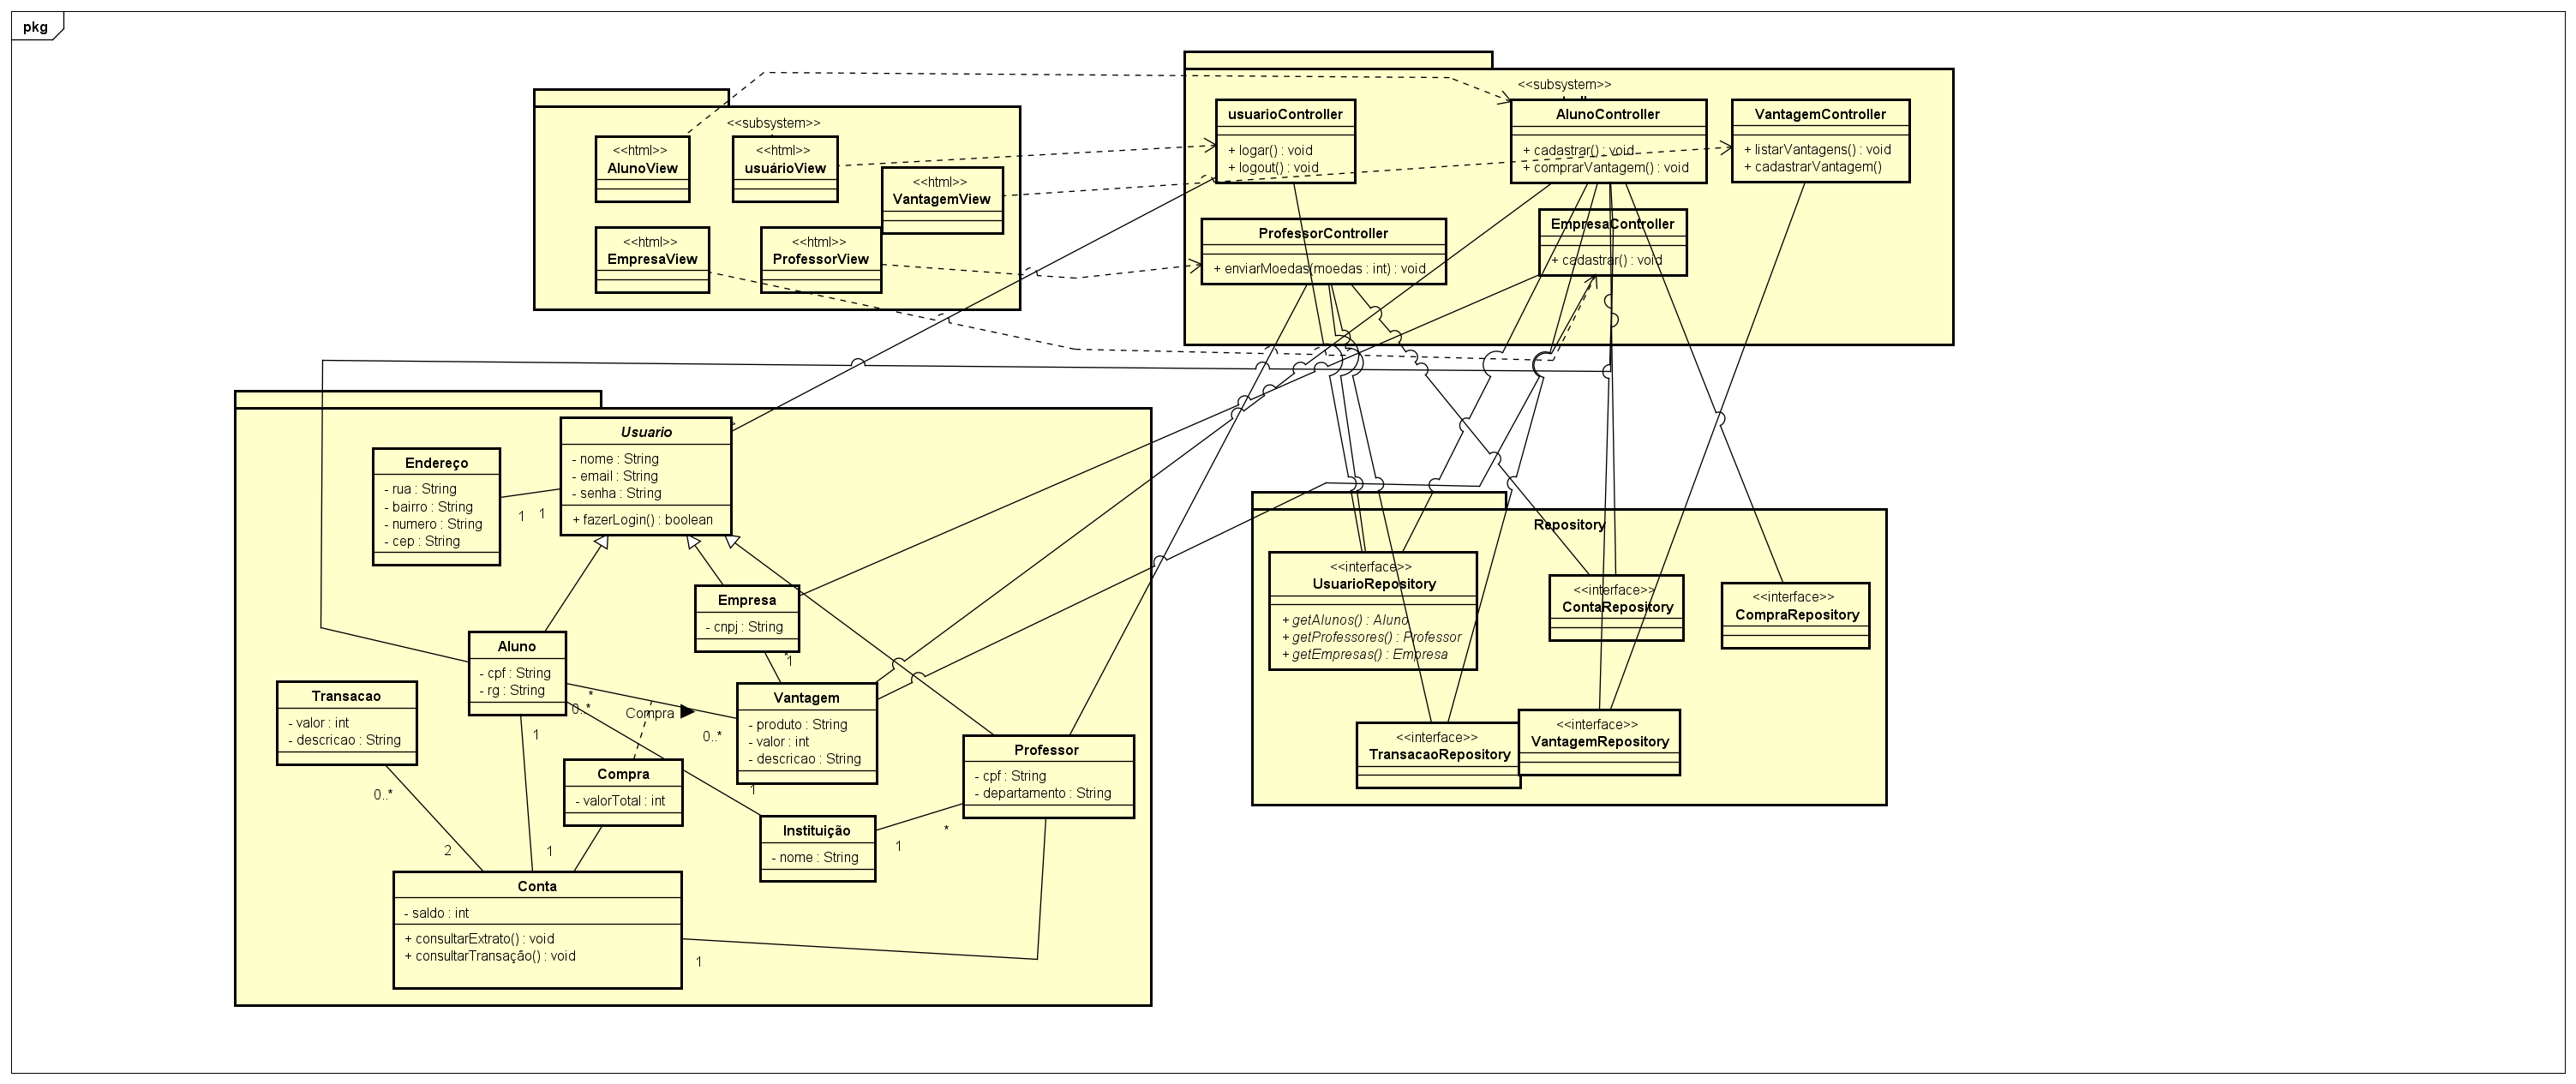 pkg
<<subsystem>>
<<html>>
AlunoView
<<html>>
usuárioView
<<html>>
VantagemView
<<html>>
EmpresaView
<<html>>
ProfessorView
<<subsystem>>
usuarioController
+ logar() : void
+ logout() : void
AlunoController
+ cadastrar() : void
+ comprarVantagem() : void
VantagemController
+ listarVantagens() : void
+ cadastrarVantagem()
ProfessorController
+ enviarMoedas(moedas : int) : void
EmpresaController
+ cadastrar() : void
Usuario
- nome : String
- email : String
- senha : String
+ fazerLogin() : boolean
Endereço
- rua : String
- bairro : String
- numero : String
- cep : String
1
1
Empresa
- cnpj : String
*
1
Aluno
- cpf : String
- rg : String
*
0..*
Compra
0..*
1
Transacao
- valor : int
- descricao : String
0..*
2
Vantagem
- produto : String
- valor : int
- descricao : String
1
Compra
- valorTotal : int
1
Professor
- cpf : String
- departamento : String
*
1
Instituição
- nome : String
Conta
- saldo : int
+ consultarExtrato() : void
+ consultarTransação() : void
1
Repository
<<interface>>
UsuarioRepository
+ getAlunos() : Aluno
+ getProfessores() : Professor
+ getEmpresas() : Empresa
<<interface>>
ContaRepository
<<interface>>
CompraRepository
<<interface>>
TransacaoRepository
<<interface>>
VantagemRepository